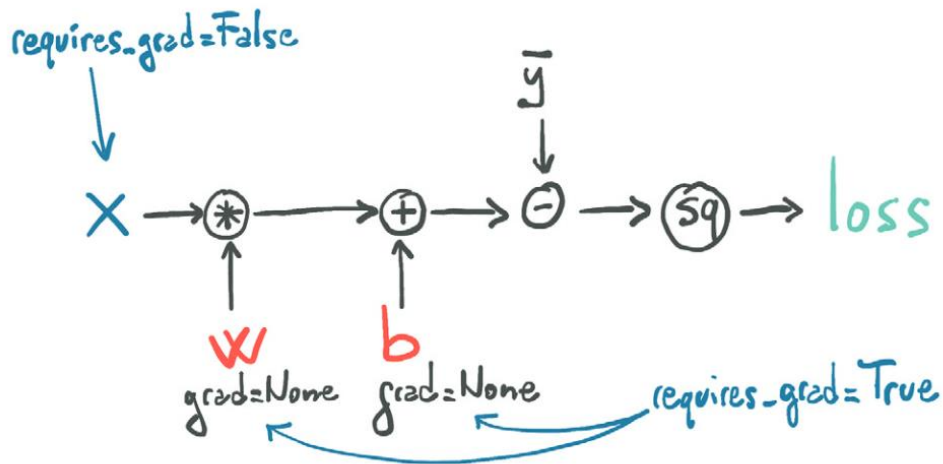 requires_grad=False
ȳ
X * + - sq loss
w b
grad=None grad=None requires_grad=True